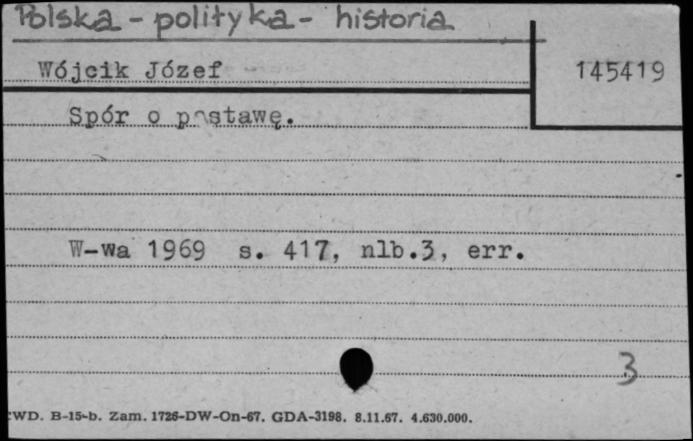 Polska - polityka - historia
Wójcik Józef
145419
Spór o postawę.
W-wa 1969 s. 417, nlb.3, err.
3
WD. B-15-b. Zam. 1726-DW-On-67. GDA-3198. 8.11.67. 4.630.000.